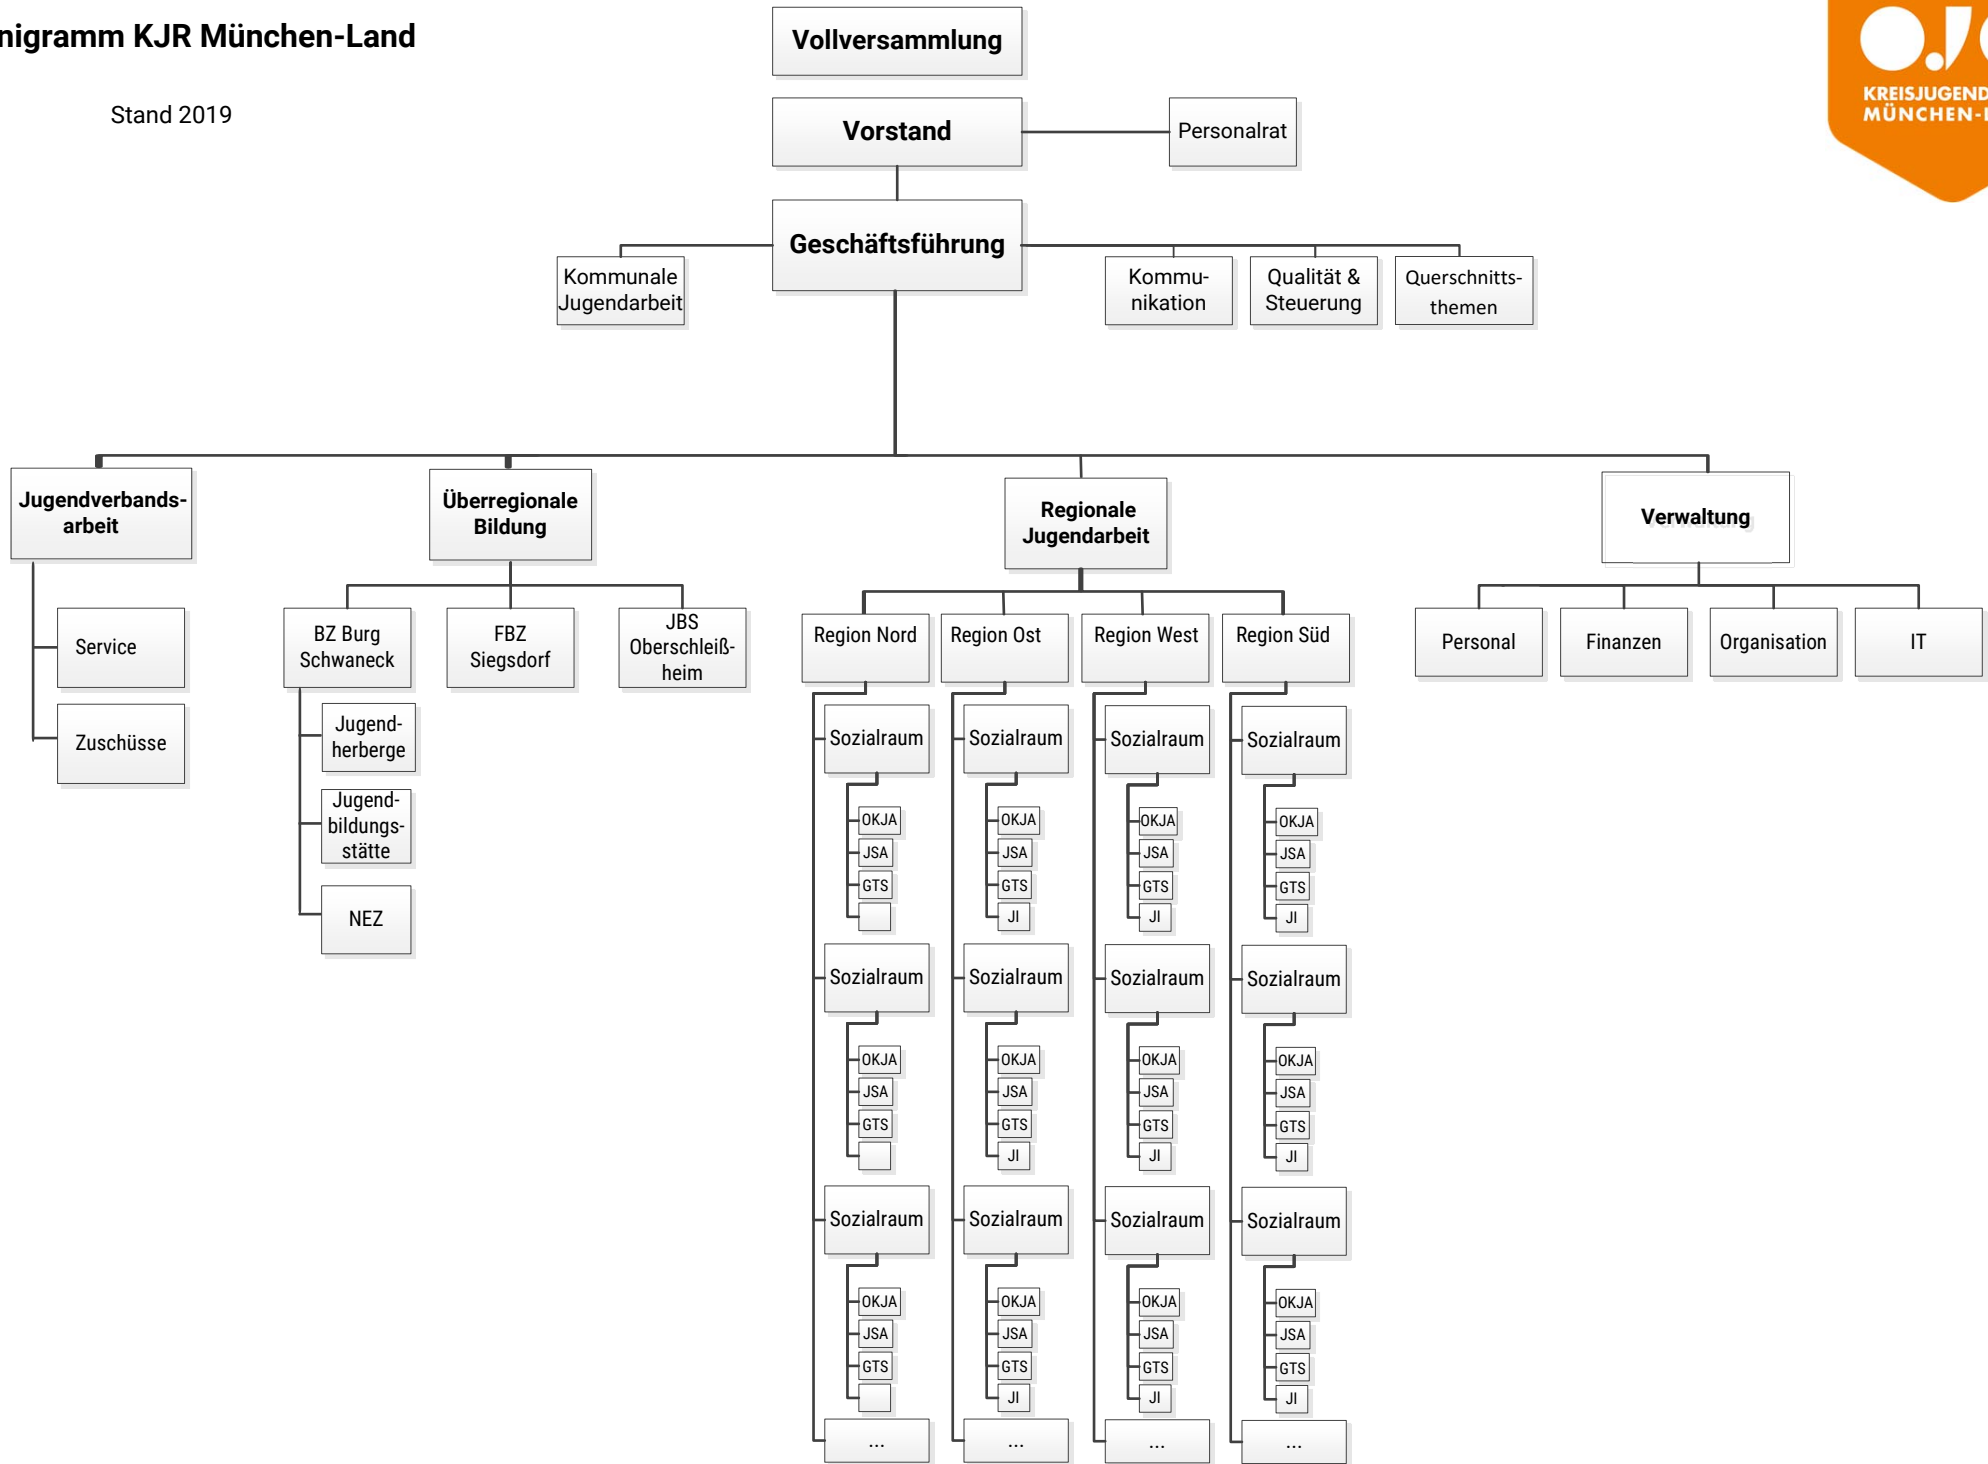 nigramm KJR München-Land
Stand 2019
KREISJUGEND
MÜNCHEN-
Vollversammlung
Vorstand
Personalrat
Geschäftsführung
Kommunale
Jugendarbeit
Kommu-
nikation
Qualität &
Steuerung
Querschnitts-
themen
Jugendverbands-
arbeit
Service
Zuschüsse
Überregionale
Bildung
BZ Burg
Schwaneck
Jugend-
herberge
Jugend-
bildungs-
stätte
NEZ
FBZ
Siegsdorf
JBS
Oberschleiß-
heim
Regionale
Jugendarbeit
Region Nord
Sozialraum
OKJA
JSA
GTS
Sozialraum
OKJA
JSA
GTS
Sozialraum
OKJA
JSA
GTS
...
Region Ost
Sozialraum
OKJA
JSA
GTS
JI
Sozialraum
OKJA
JSA
GTS
JI
Sozialraum
OKJA
JSA
GTS
JI
...
Region West
Sozialraum
OKJA
JSA
GTS
JI
Sozialraum
OKJA
JSA
GTS
JI
Sozialraum
OKJA
JSA
GTS
JI
...
Region Süd
Sozialraum
OKJA
JSA
GTS
JI
Sozialraum
OKJA
JSA
GTS
JI
Sozialraum
OKJA
JSA
GTS
JI
...
Verwaltung
Personal
Finanzen
Organisation
IT